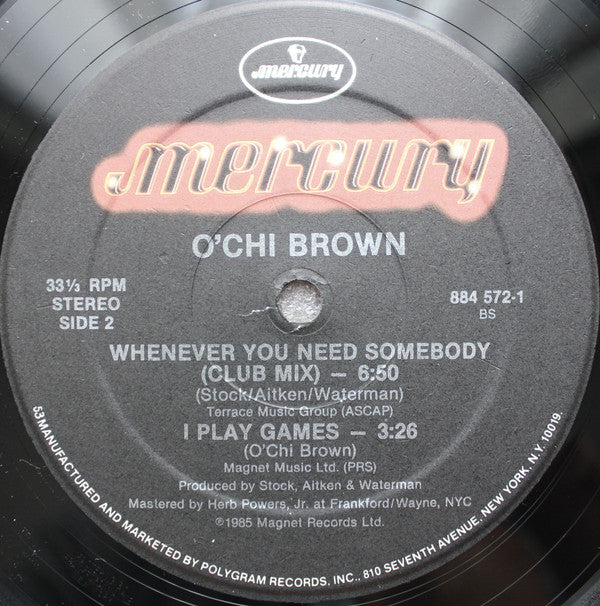 mercury
mercury
O'CHI BROWN
33⅓ RPM
STEREO
SIDE 2
884 572-1
BS
WHENEVER YOU NEED SOMEBODY
(CLUB MIX) — 6:50
(Stock/Aitken/Waterman)
Terrace Music Group (ASCAP)
I PLAY GAMES — 3:26
(O'Chi Brown)
Magnet Music Ltd. (PRS)
Produced by Stock, Aitken & Waterman
Mastered by Herb Powers, Jr. at Frankford/Wayne, NYC
℗1985 Magnet Records Ltd.
53 MANUFACTURED AND MARKETED BY POLYGRAM RECORDS. INC., 810 SEVENTH AVENUE. NEW YORK, N.Y. 10019.